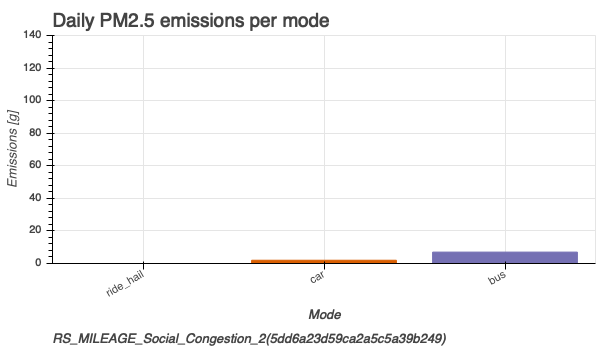 Daily PM2.5 emissions per mode
140
120
100
80
60
40
20
0
Emissions [g]
ride_hail
car
bus
Mode
RS_MILEAGE_Social_Congestion_2(5dd6a23d59ca2a5c5a39b249)